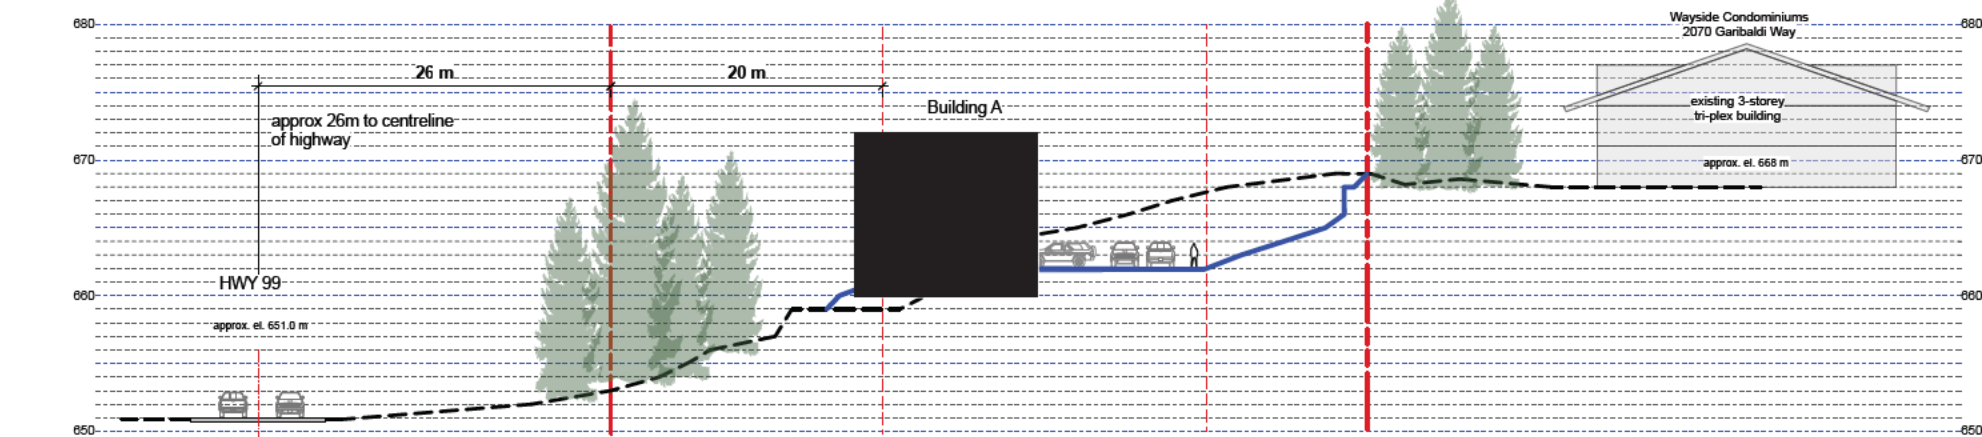 680
680
Wayside Condominiums
2070 Garibaldi Way
26 m
20 m
Building A
approx 26m to centreline
of highway
existing 3-storey
tri-plex building
670
670
approx. el. 668 m
HWY 99
660
660
approx. el. 651.0 m
650
650